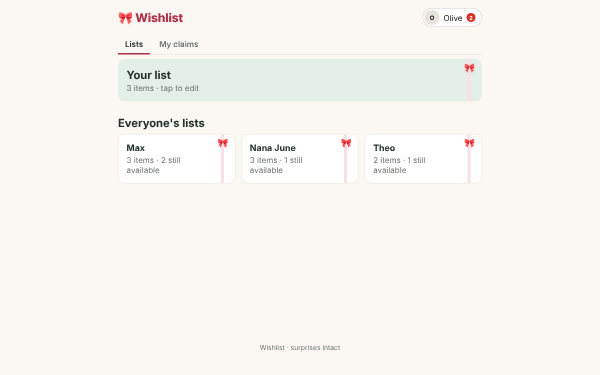 Wishlist
O Olive 2
Lists My claims
Your list
3 items · tap to edit
Everyone's lists
Max
3 items · 2 still
available
Nana June
3 items · 1 still
available
Theo
2 items · 1 still
available
Wishlist · surprises intact